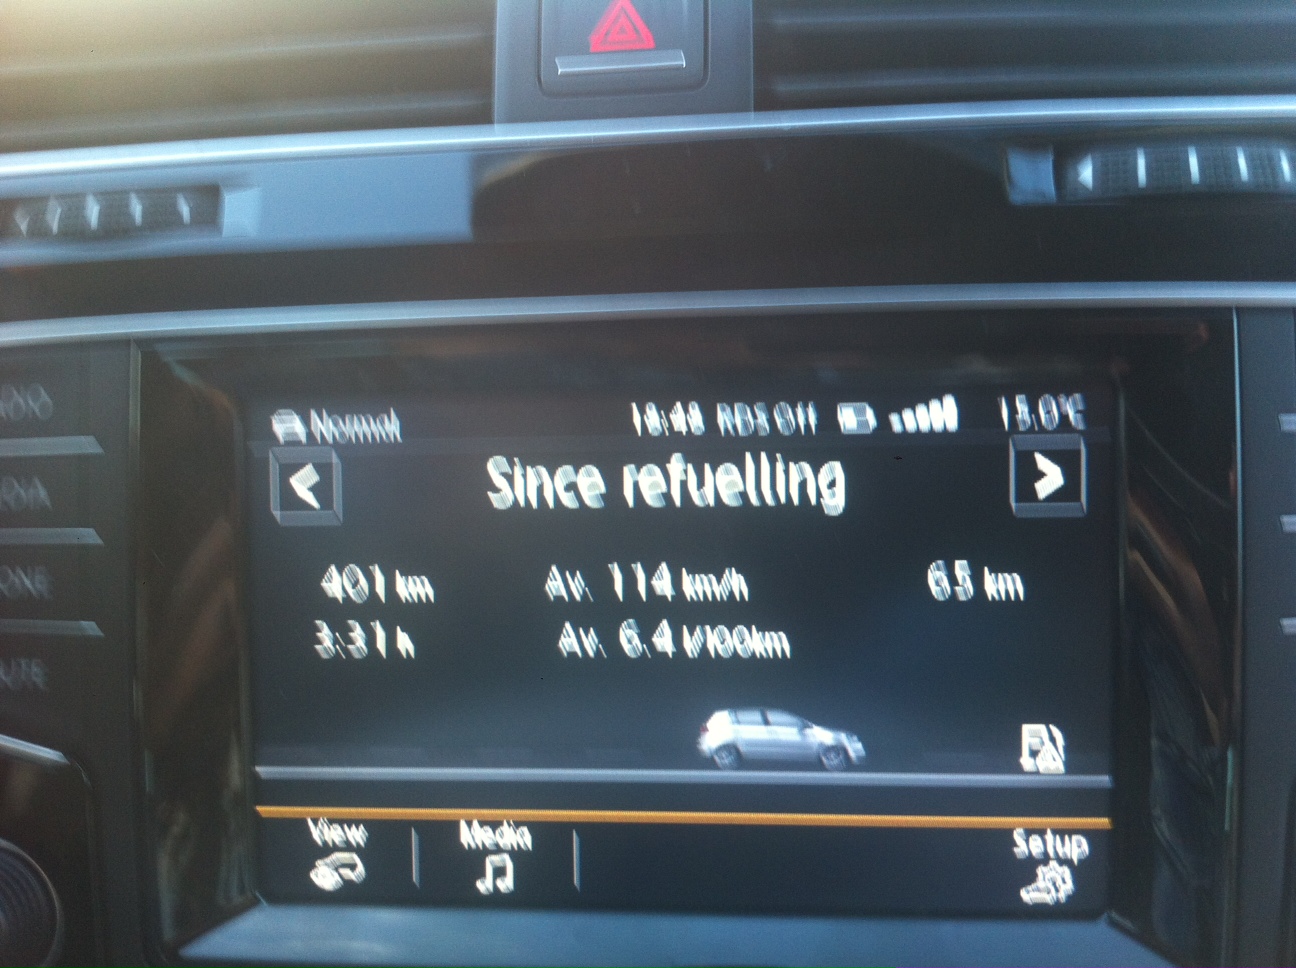 Normal 18:48 RDS Off 15.0°C
Since refuelling
401 km Av. 114 km/h 65 km
3:31 h Av. 6.4 l/100km
View Media Setup